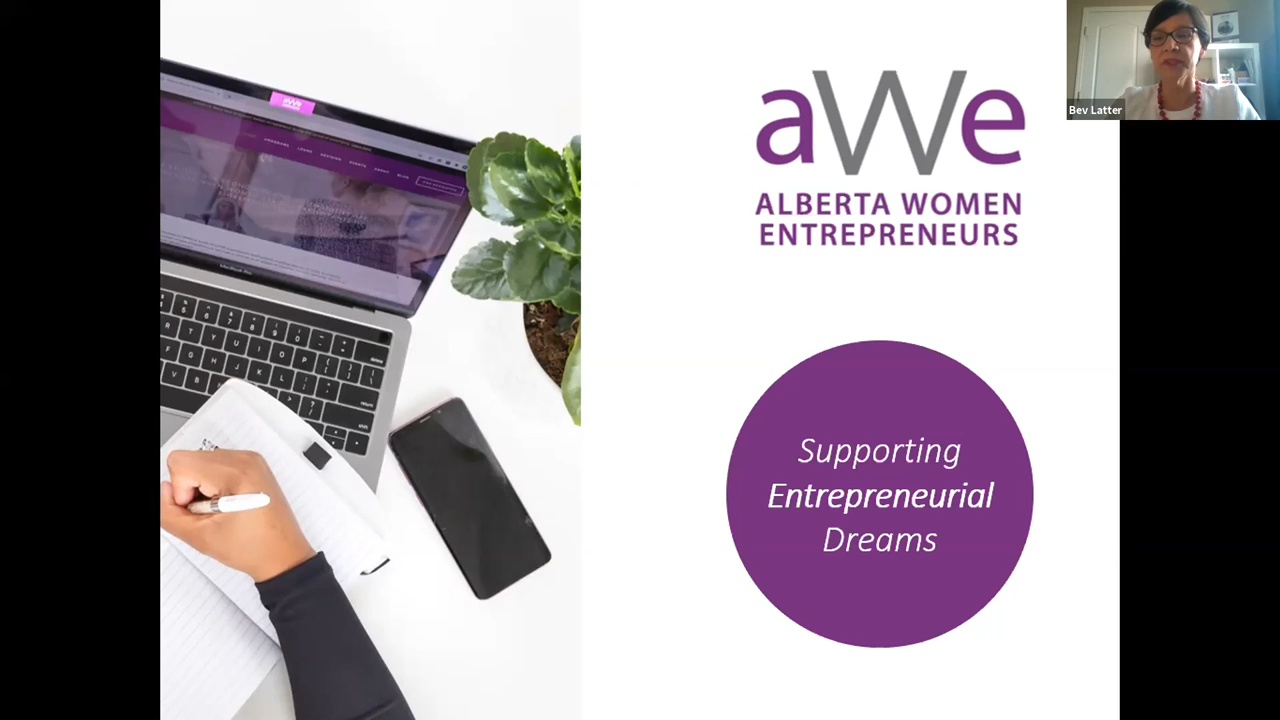 aWe
ALBERTA WOMEN
ENTREPRENEURS
Supporting
Entrepreneurial
Dreams
Bev Latter